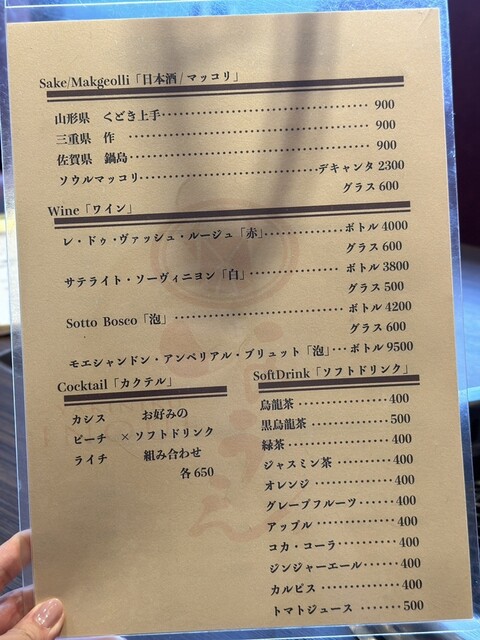 Sake/Makgeolli「日本酒/マッコリ」
山形県　くどき上手……………………………900
三重県　作　……………………………………900
佐賀県　鍋島……………………………………900
ソウルマッコリ…………………………デキャンタ 2300
グラス 600
Wine「ワイン」
レ・ドゥ・ヴァッシュ・ルージュ「赤」…………ボトル 4000
グラス 600
サテライト・ソーヴィニヨン「白」……………ボトル 3800
グラス 500
Sotto Bosco「泡」…………………………ボトル 4200
グラス 600
モエシャンドン・アンペリアル・ブリュット「泡」…ボトル 9500
Cocktail「カクテル」
カシス　お好みの
ピーチ　×ソフトドリンク
ライチ　組み合わせ
各 650
SoftDrink「ソフトドリンク」
烏龍茶……………………400
黒烏龍茶…………………500
緑茶………………………400
ジャスミン茶……………400
オレンジ…………………400
グレープフルーツ………400
アップル…………………400
コカ・コーラ……………400
ジンジャーエール………400
カルピス…………………400
トマトジュース…………500